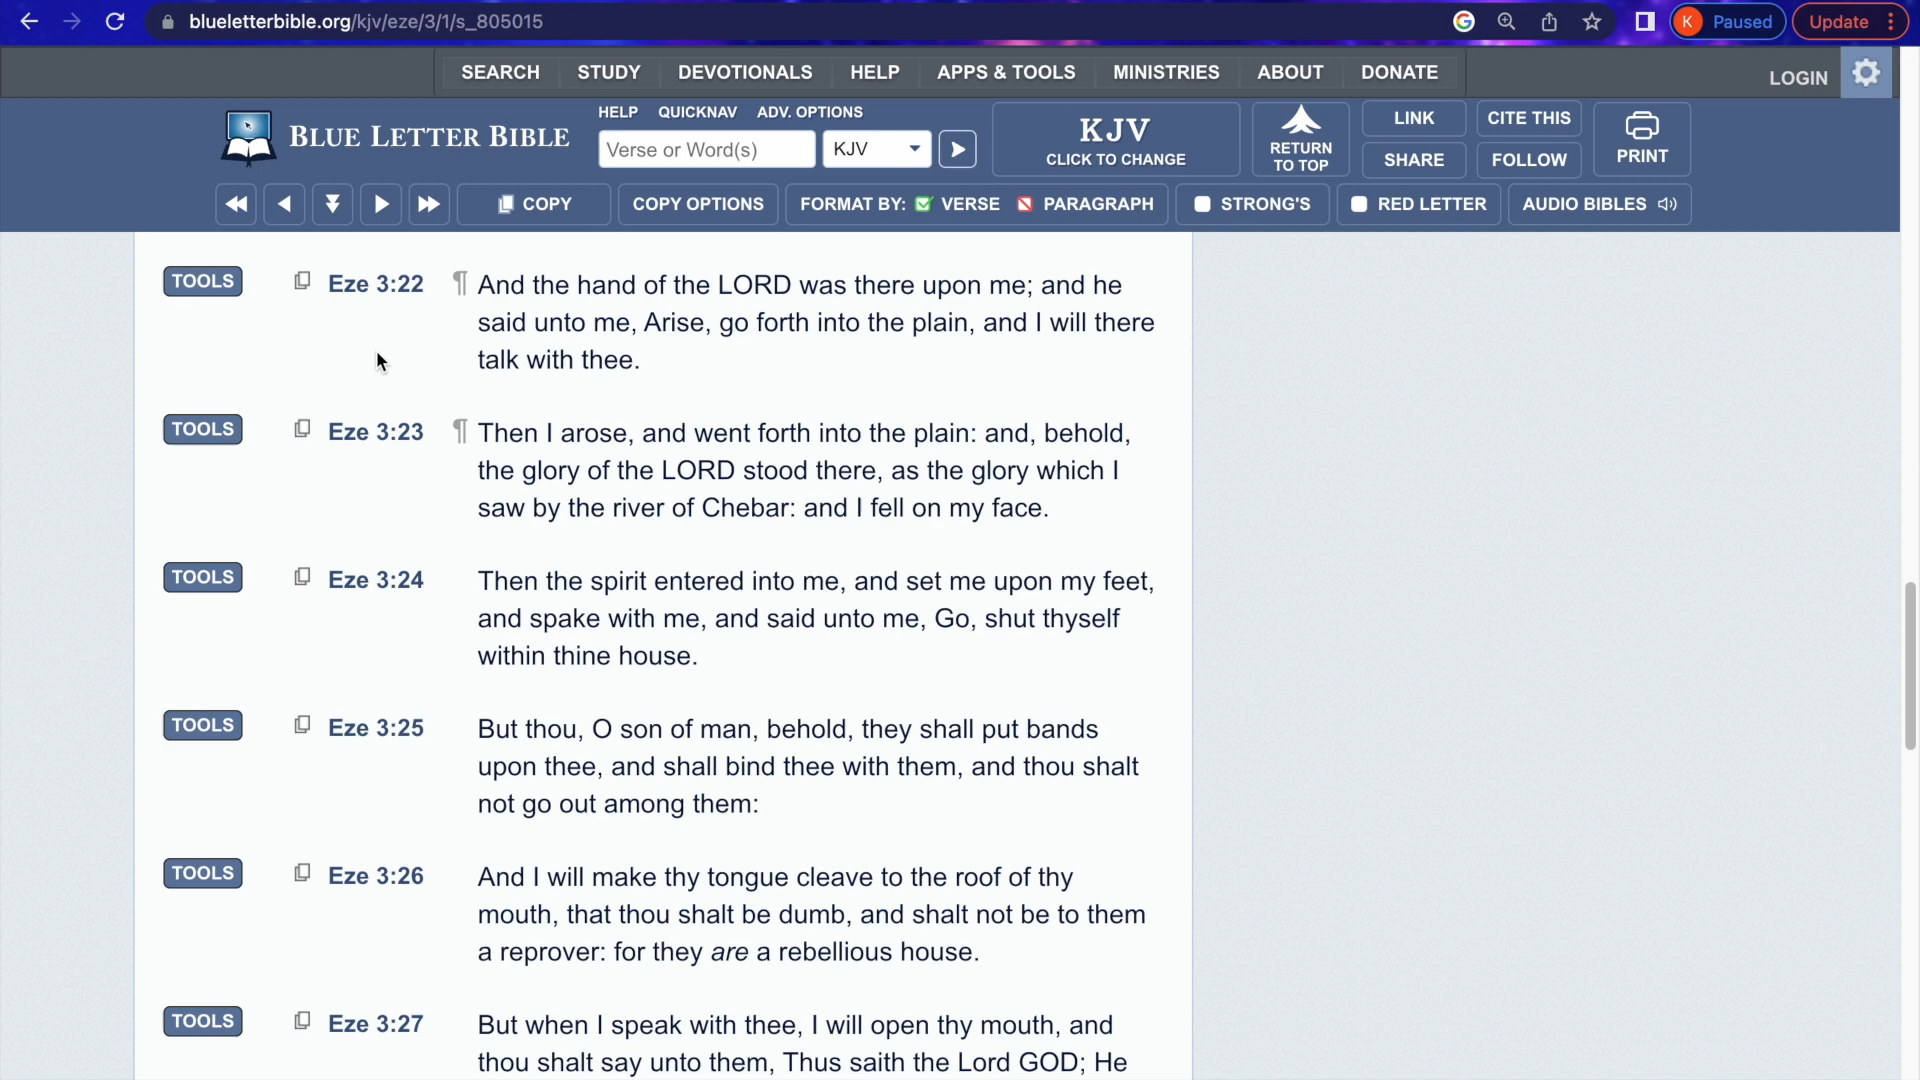 blueletterbible.org/kjv/eze/3/1/s_805015
K Paused
Update
SEARCH STUDY DEVOTIONALS HELP APPS & TOOLS MINISTRIES ABOUT DONATE
LOGIN
BLUE LETTER BIBLE
HELP QUICKNAV ADV. OPTIONS
Verse or Word(s) KJV
KJV
CLICK TO CHANGE
RETURN
TO TOP
LINK CITE THIS
SHARE FOLLOW
PRINT
COPY COPY OPTIONS FORMAT BY: VERSE PARAGRAPH STRONG'S RED LETTER AUDIO BIBLES
TOOLS Eze 3:22 ¶ And the hand of the LORD was there upon me; and he
said unto me, Arise, go forth into the plain, and I will there
talk with thee.
TOOLS Eze 3:23 ¶ Then I arose, and went forth into the plain: and, behold,
the glory of the LORD stood there, as the glory which I
saw by the river of Chebar: and I fell on my face.
TOOLS Eze 3:24 Then the spirit entered into me, and set me upon my feet,
and spake with me, and said unto me, Go, shut thyself
within thine house.
TOOLS Eze 3:25 But thou, O son of man, behold, they shall put bands
upon thee, and shall bind thee with them, and thou shalt
not go out among them:
TOOLS Eze 3:26 And I will make thy tongue cleave to the roof of thy
mouth, that thou shalt be dumb, and shalt not be to them
a reprover: for they are a rebellious house.
TOOLS Eze 3:27 But when I speak with thee, I will open thy mouth, and
thou shalt say unto them, Thus saith the Lord GOD; He